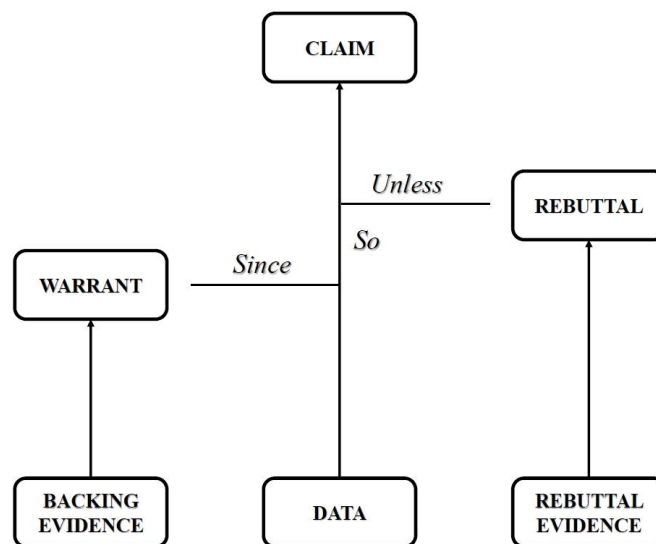 CLAIM
Unless
REBUTTAL
So
Since
WARRANT
BACKING
EVIDENCE
DATA
REBUTTAL
EVIDENCE